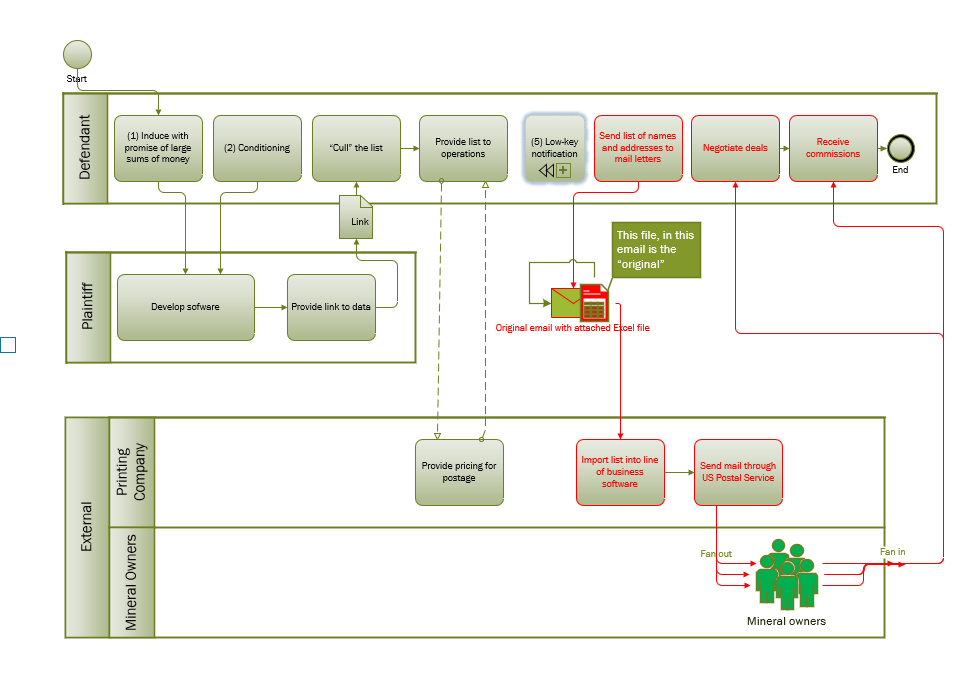 Start
Defendant
(1) Induce with
promise of large
sums of money
(2) Conditioning
“Cull” the list
Provide list to
operations
(5) Low-key
notification
Send list of names
and addresses to
mail letters
Negotiate deals
Receive
commissions
End
Link
This file, in this
email is the
“original”
Plaintiff
Develop sofware
Provide link to data
Original email with attached Excel file
External
Printing
Company
Provide pricing for
postage
Import list into line
of business
software
Send mail through
US Postal Service
Mineral Owners
Fan out
Fan in
Mineral owners